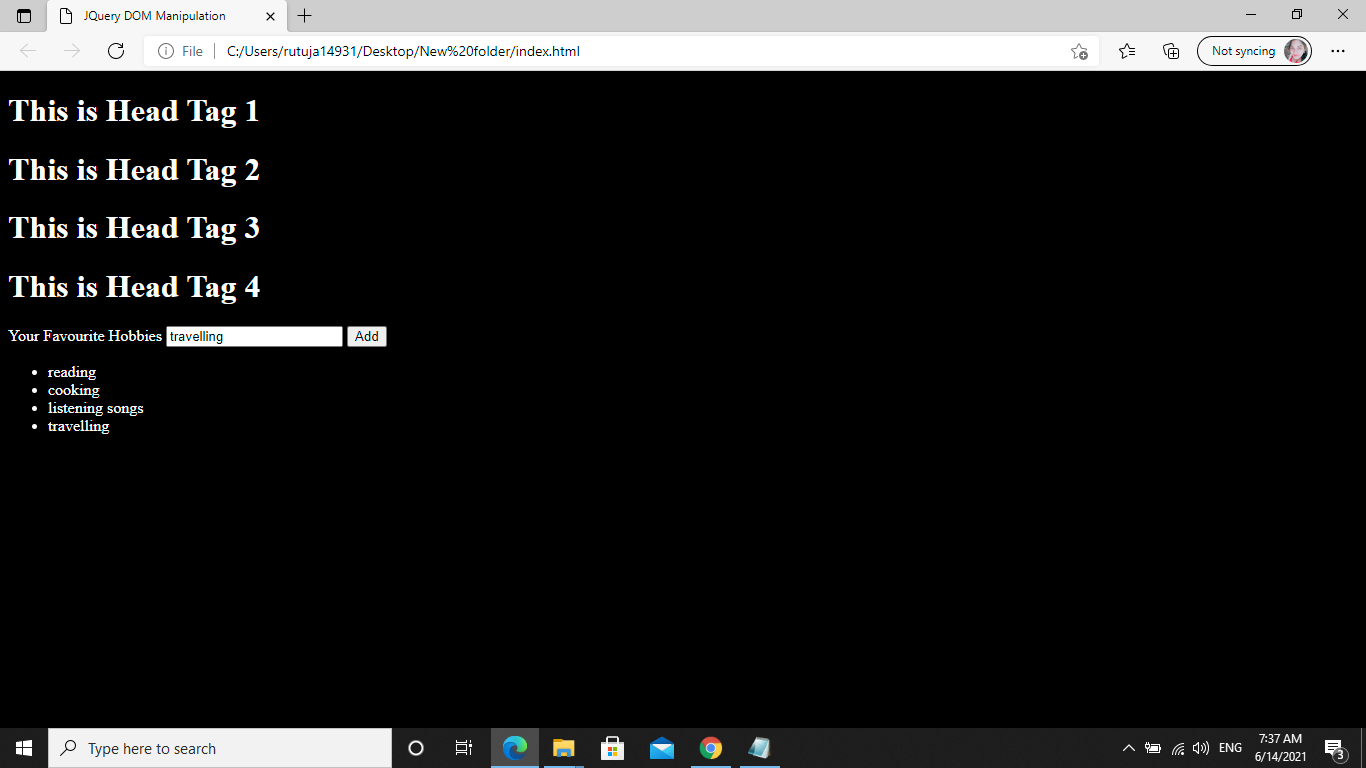 JQuery DOM Manipulation
File
C:/Users/rutuja14931/Desktop/New%20folder/index.html
Not syncing
This is Head Tag 1
This is Head Tag 2
This is Head Tag 3
This is Head Tag 4
Your Favourite Hobbies travelling Add
reading
cooking
listening songs
travelling
Type here to search
ENG
7:37 AM
6/14/2021
3